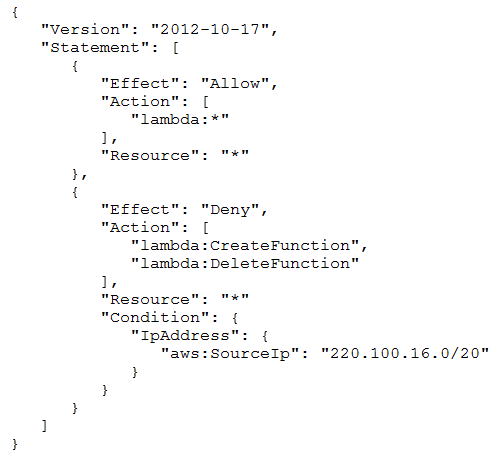 {
   "Version": "2012-10-17",
   "Statement": [
      {
         "Effect": "Allow",
         "Action": [
            "lambda:*"
         ],
         "Resource": "*"
      },
      {
         "Effect": "Deny",
         "Action": [
            "lambda:CreateFunction",
            "lambda:DeleteFunction"
         ],
         "Resource": "*"
         "Condition": {
            "IpAddress": {
               "aws:SourceIp": "220.100.16.0/20"
            }
         }
      }
   ]
}